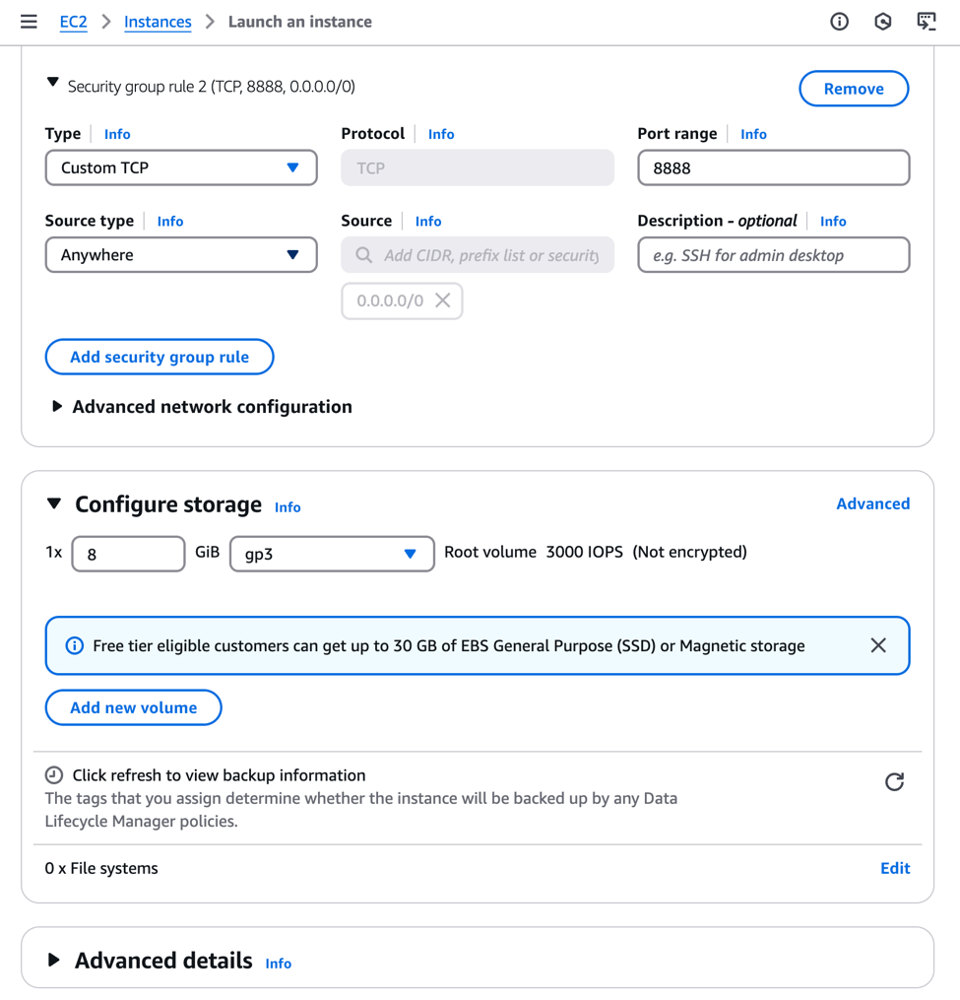 EC2 > Instances > Launch an instance
Security group rule 2 (TCP, 8888, 0.0.0.0/0)
Remove
Type Info Protocol Info Port range Info
Custom TCP TCP 8888
Source type Info Source Info Description - optional Info
Anywhere Add CIDR, prefix list or security e.g. SSH for admin desktop
0.0.0.0/0
Add security group rule
Advanced network configuration
Configure storage Info Advanced
1x 8 GiB gp3 Root volume 3000 IOPS (Not encrypted)
Free tier eligible customers can get up to 30 GB of EBS General Purpose (SSD) or Magnetic storage
Add new volume
Click refresh to view backup information
The tags that you assign determine whether the instance will be backed up by any Data
Lifecycle Manager policies.
0 x File systems Edit
Advanced details Info